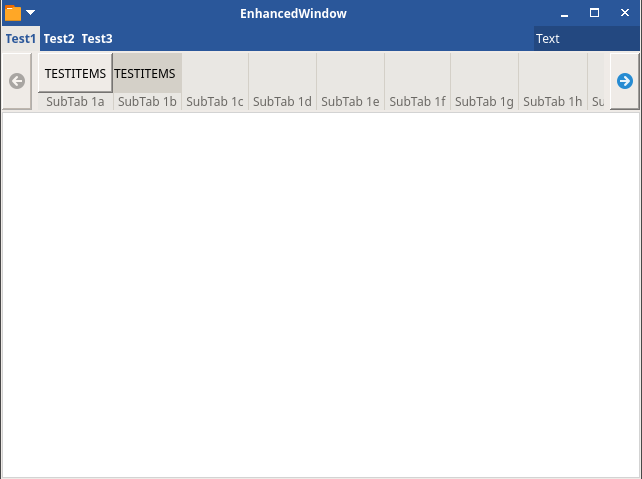 EnhancedWindow
Test1 Test2 Test3 Text
TESTITEMS TESTITEMS
SubTab 1a SubTab 1b SubTab 1c SubTab 1d SubTab 1e SubTab 1f SubTab 1g SubTab 1h